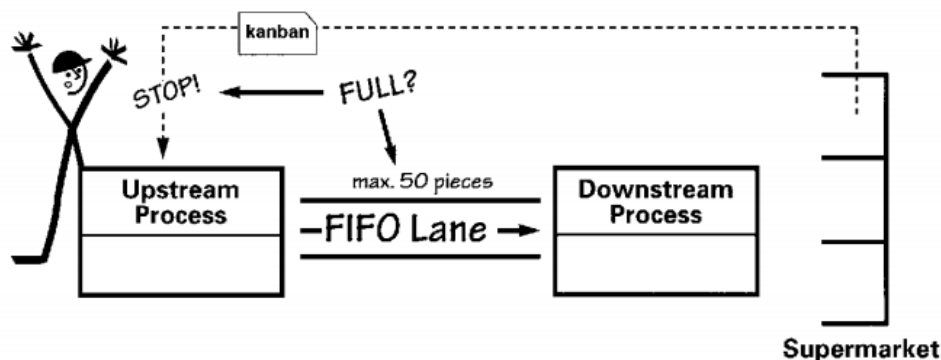 kanban
STOP!
FULL?
max. 50 pieces
Upstream
Process
FIFO Lane
Downstream
Process
Supermarket